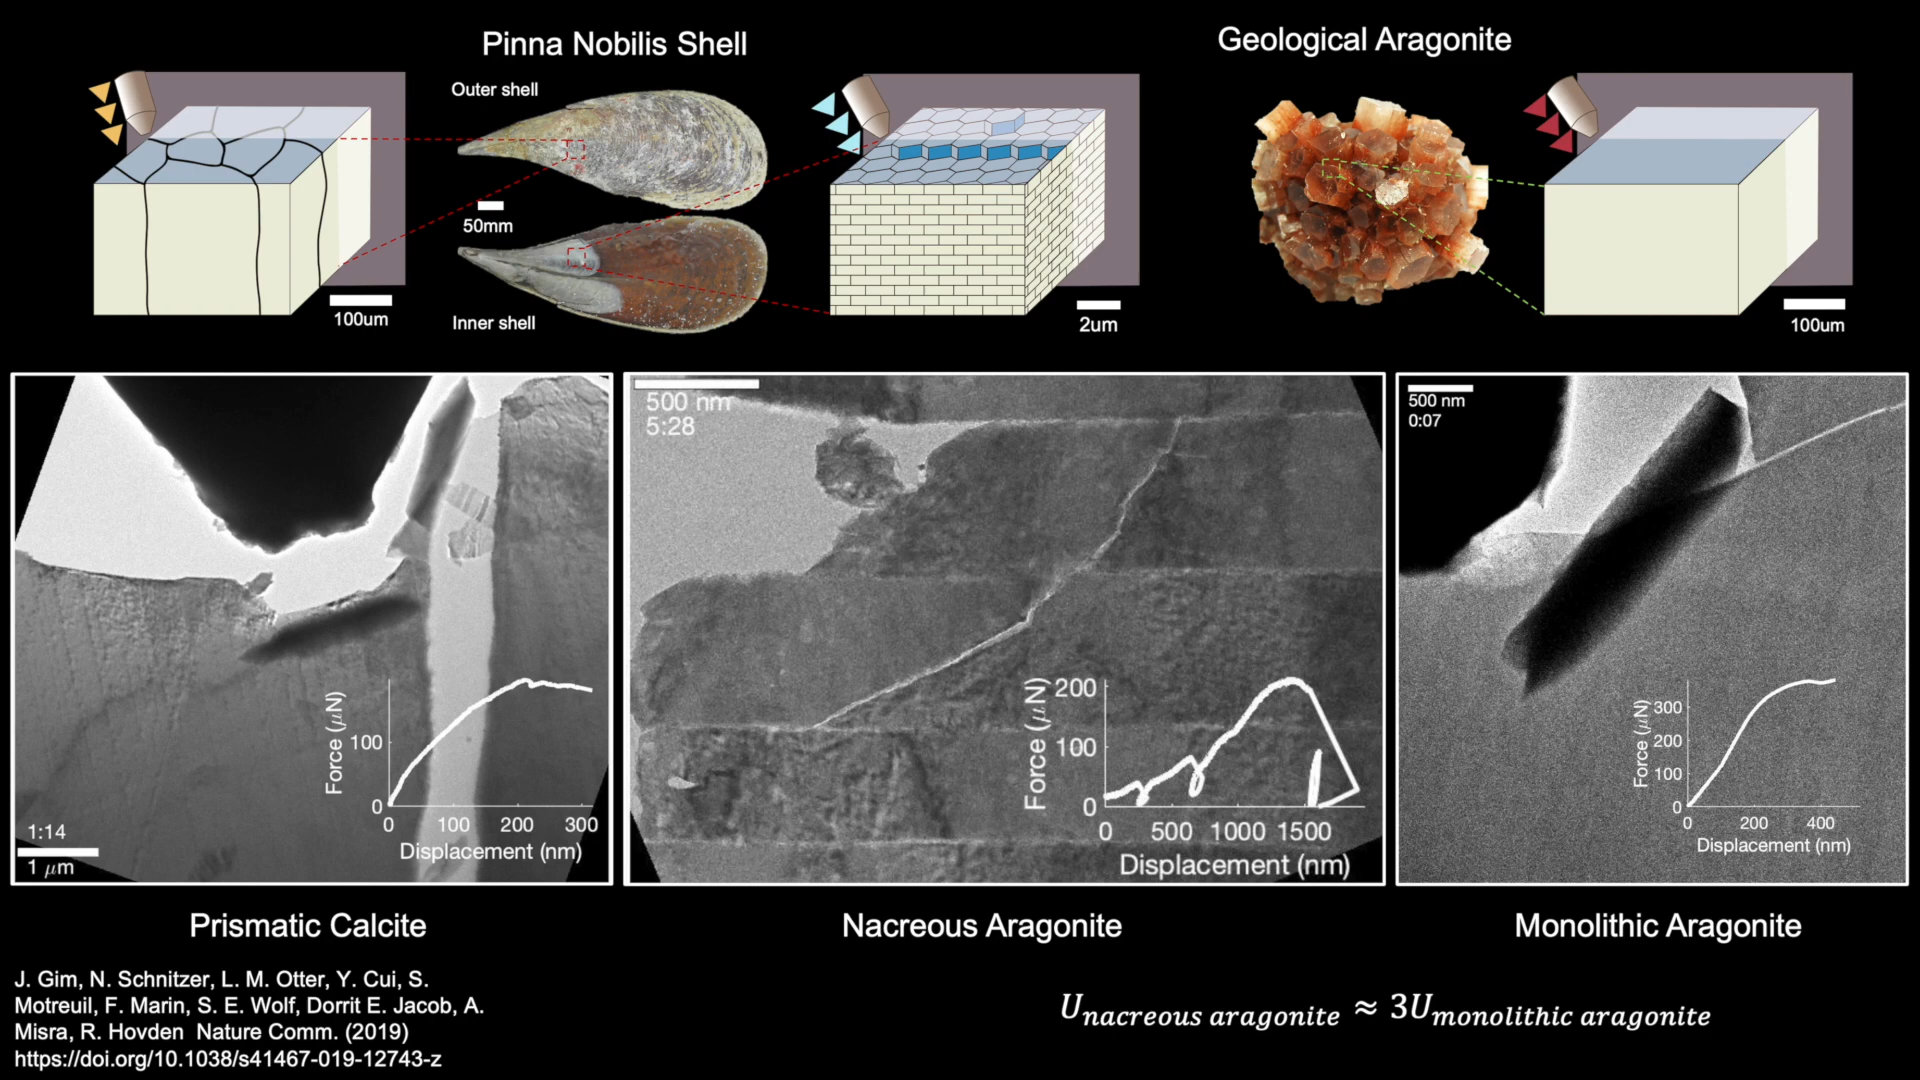 Pinna Nobilis Shell
Geological Aragonite
Outer shell
50mm
Inner shell
100um
2um
100um
500 nm
5:28
500 nm
0:07
1:14
1 μm
Force (μN)
100
0
0 100 200 300
Displacement (nm)
Force (μN)
200
100
0
0 500 1000 1500
Displacement (nm)
Force (μN)
300
200
100
0
0 200 400
Displacement (nm)
Prismatic Calcite
Nacreous Aragonite
Monolithic Aragonite
J. Gim, N. Schnitzer, L. M. Otter, Y. Cui, S.
Motreuil, F. Marin, S. E. Wolf, Dorrit E. Jacob, A.
Misra, R. Hovden Nature Comm. (2019)
https://doi.org/10.1038/s41467-019-12743-z
U nacreous aragonite ≈ 3U monolithic aragonite